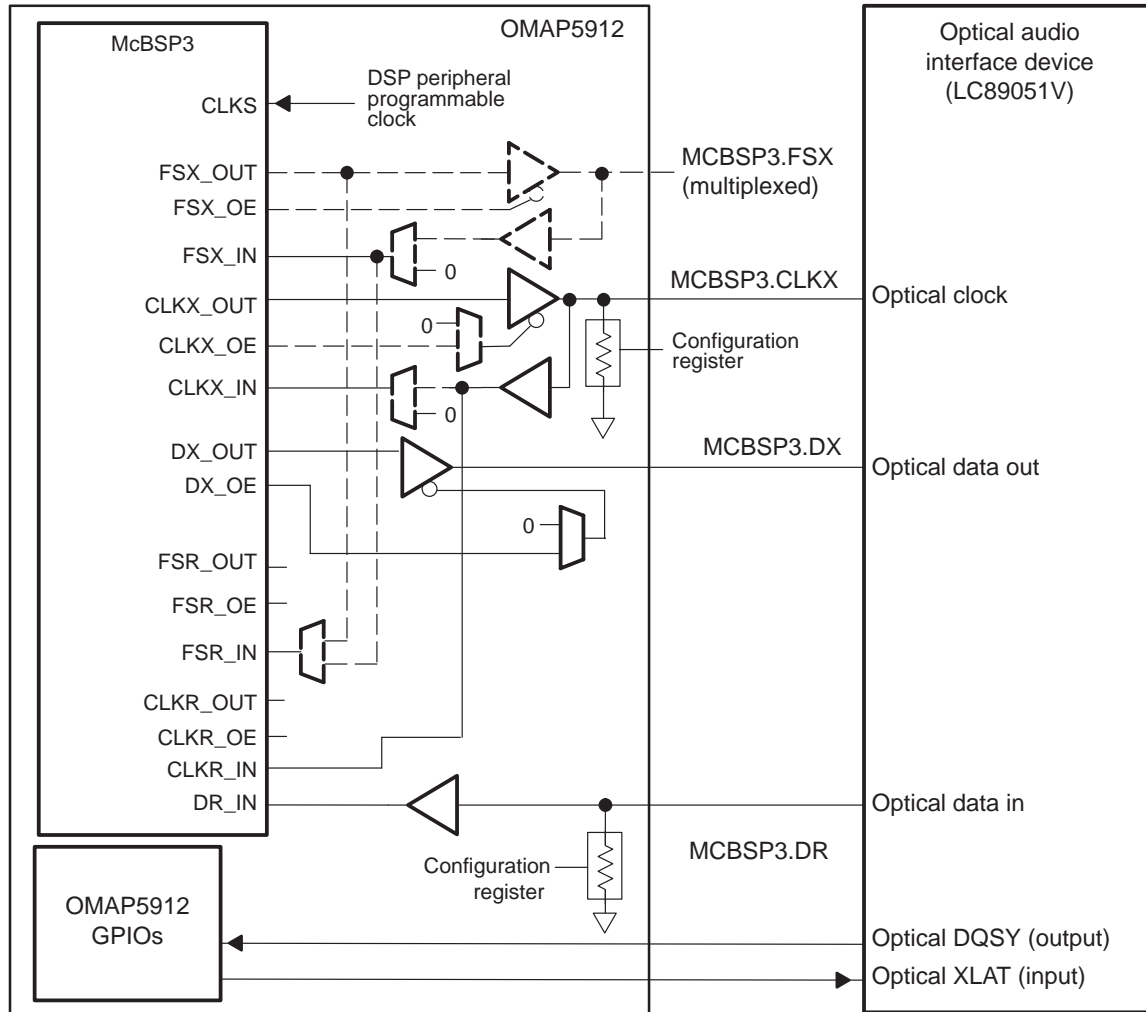 OMAP5912
McBSP3
Optical audio
interface device
(LC89051V)
DSP peripheral
programmable
clock
CLKS
FSX_OUT
MCBSP3.FSX
(multiplexed)
FSX_OE
FSX_IN
0
MCBSP3.CLKX
Optical clock
CLKX_OUT
0
CLKX_OE
Configuration
register
CLKX_IN
0
DX_OUT
MCBSP3.DX
Optical data out
DX_OE
0
FSR_OUT
FSR_OE
FSR_IN
CLKR_OUT
CLKR_OE
CLKR_IN
DR_IN
Optical data in
MCBSP3.DR
Configuration
register
OMAP5912
GPIOs
Optical DQSY (output)
Optical XLAT (input)